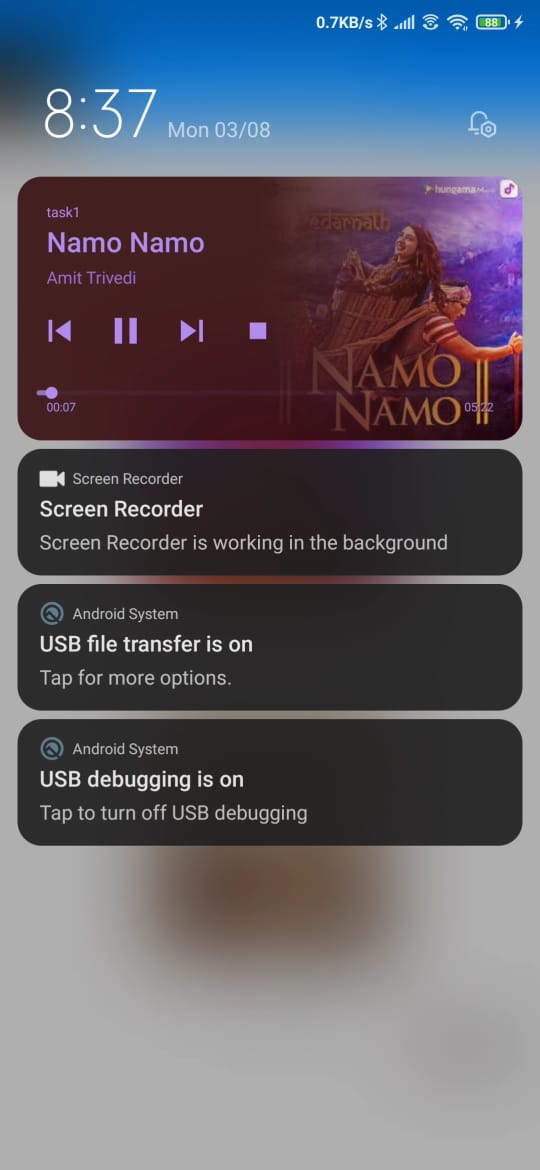 0.7KB/s 88
8:37 Mon 03/08
hungama
task1
Kedarnath
Namo Namo
Amit Trivedi
NAMO
NAMO
00:07 05:22
Screen Recorder
Screen Recorder
Screen Recorder is working in the background
Android System
USB file transfer is on
Tap for more options.
Android System
USB debugging is on
Tap to turn off USB debugging